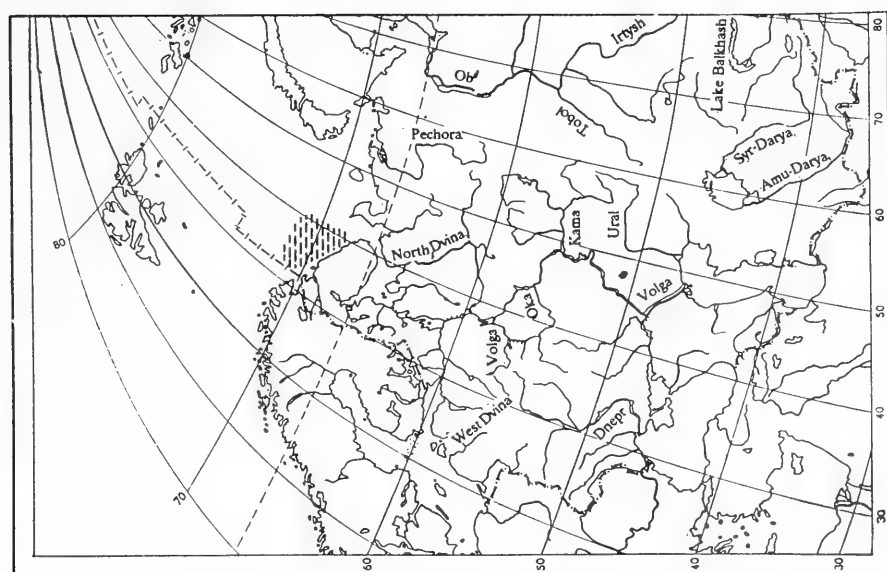 80
Ob'
Irtysh
Lake Balkhash
80
Pechora
Tobol
70
Syr-Darya
Amu-Darya
80
North Dvina
Kama
Ural
60
Volga
Oka
Volga
50
West Dvina
Dnepr
40
70
60
50
40
30
30